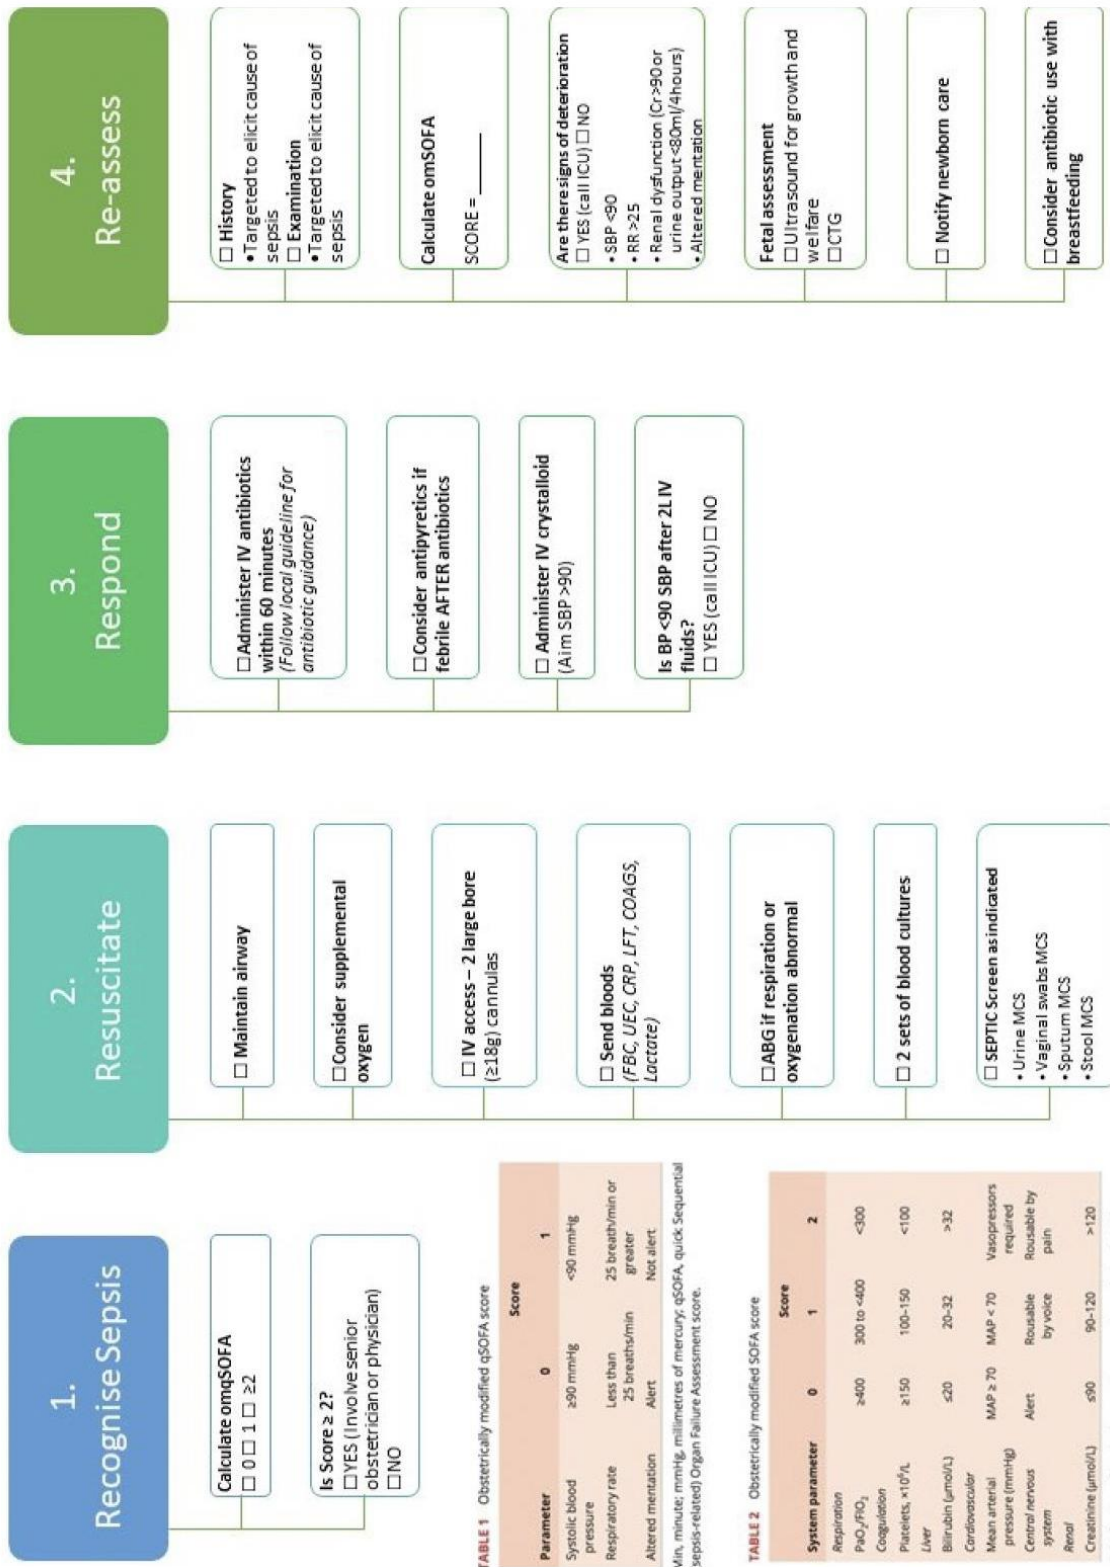 1.
Recognise Sepsis
Calculate omqSOFA
☐ 0 ☐ 1 ☐ ≥2
Is Score ≥ 2?
☐YES (Involve senior
obstetrician or physician)
☐NO
TABLE 1 Obstetrically modified qSOFA score
Score
Parameter 0 1
Systolic blood ≥90 mmHg <90 mmHg
pressure
Respiratory rate Less than 25 breath/min or
25 breaths/min greater
Altered mentation Alert Not alert
Min, minute; mmHg, millimetres of mercury; qSOFA, quick Sequential
sepsis-related) Organ Failure Assessment score.
TABLE 2 Obstetrically modified SOFA score
Score
System parameter 0 1 2
Respiration
PaO₂/FIO₂ ≥400 300 to <400 <300
Coagulation
Platelets, ×10⁶/L ≥150 100–150 <100
Liver
Bilirubin (μmol/L) ≤20 20–32 >32
Cardiovascular
Mean arterial MAP ≥ 70 MAP < 70 Vasopressors
pressure (mmHg) required
Central nervous Alert Rousable Rousable by
system by voice pain
Renal
Creatinine (μmol/L) ≤90 90–120 >120
2.
Resuscitate
☐ Maintain airway
☐Consider supplemental
oxygen
☐ IV access – 2 large bore
(≥18g) cannulas
☐ Send bloods
(FBC, UEC, CRP, LFT, COAGS,
Lactate)
☐ABG if respiration or
oxygenation abnormal
☐ 2 sets of blood cultures
☐ SEPTIC Screen as indicated
• Urine MCS
• Vaginal swabs MCS
• Sputum MCS
• Stool MCS
3.
Respond
☐Administer IV antibiotics
within 60 minutes
(Follow local guideline for
antibiotic guidance)
☐Consider antipyretics if
febrile AFTER antibiotics
☐ Administer IV crystalloid
(Aim SBP >90)
Is BP <90 SBP after 2L IV
fluids?
☐ YES (call ICU) ☐ NO
4.
Re-assess
☐ History
•Targeted to elicit cause of
sepsis
☐ Examination
•Targeted to elicit cause of
sepsis
Calculate omSOFA
SCORE = ______
Are there signs of deterioration
☐ YES (call ICU) ☐ NO
• SBP <90
• RR >25
• Renal dysfunction (Cr >90 or
urine output <80ml/4hours)
• Altered mentation
Fetal assessment
☐Ultrasound for growth and
welfare
☐CTG
☐ Notify newborn care
☐Consider antibiotic use with
breastfeeding